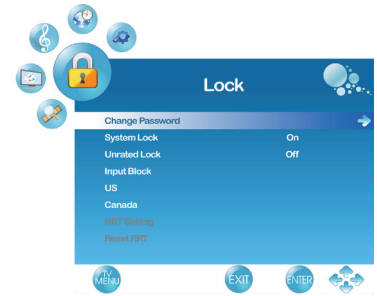 Lock
Change Password
System Lock On
Unrated Lock Off
Input Block
US
Canada
RRT Setting
Reset RRT
TV MENU EXIT ENTER